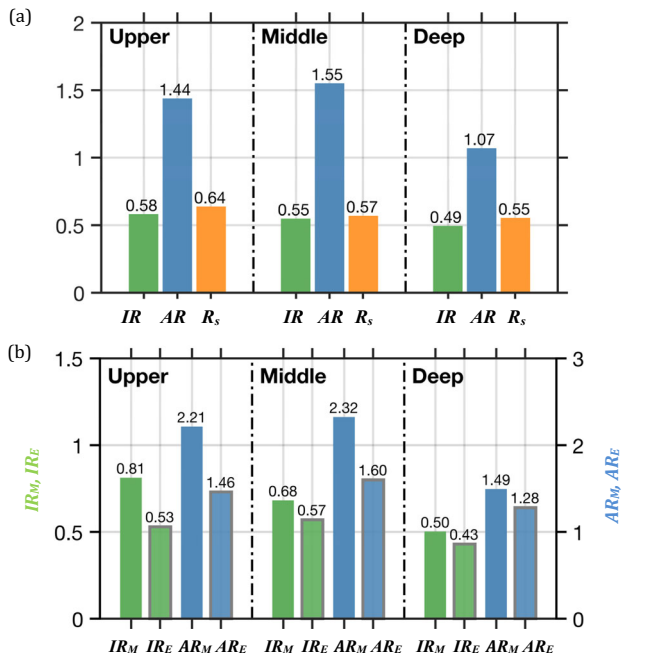 (a)
2
1.5
1
0.5
0
Upper Middle Deep
0.58 1.44 0.64 0.55 1.55 0.57 0.49 1.07 0.55
IR AR Rs IR AR Rs IR AR Rs
(b)
IRM, IRE
1.5
1
0.5
0
Upper Middle Deep
0.81 0.53 2.21 1.46 0.68 0.57 2.32 1.60 0.50 0.43 1.49 1.28
3
2
1
0
ARM, ARE
IRM IRE ARM ARE IRM IRE ARM ARE IRM IRE ARM ARE